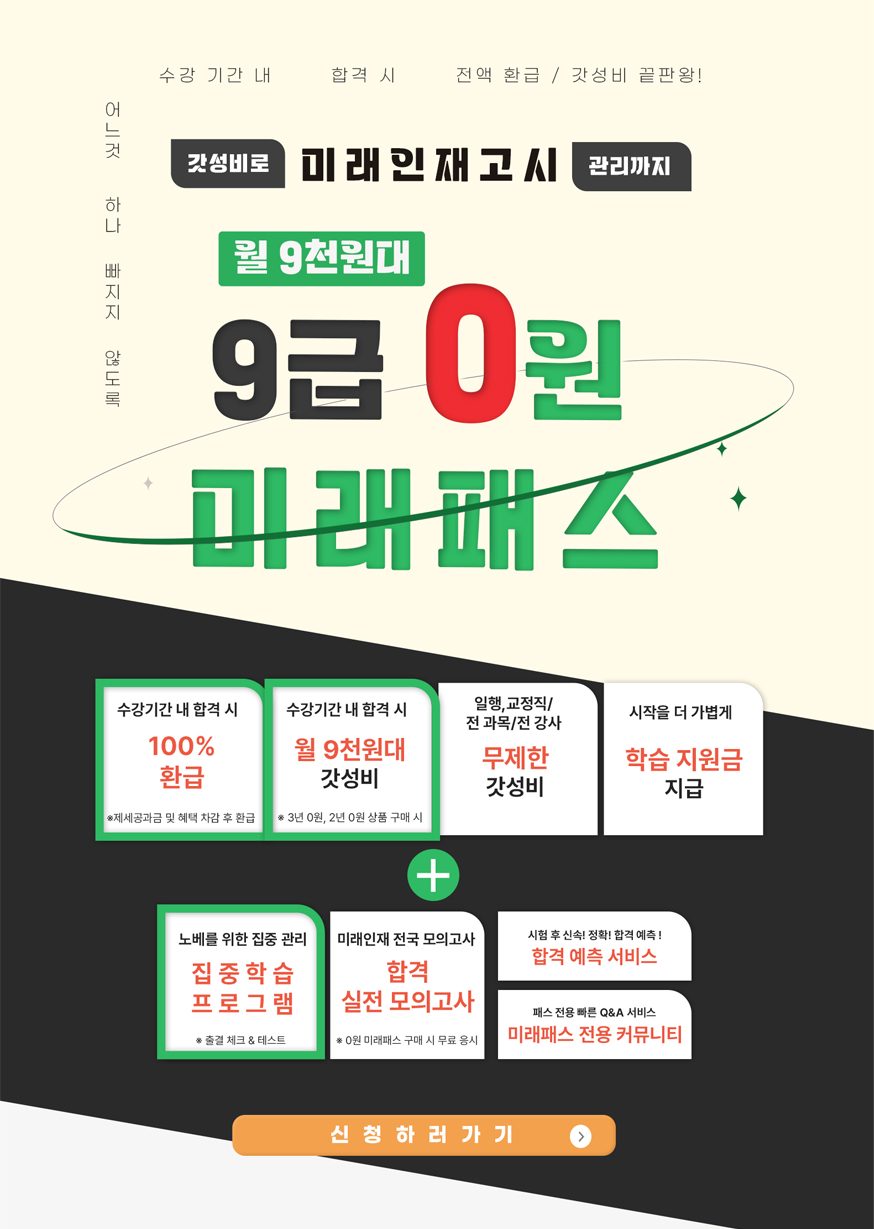 수강 기간 내 합격 시 전액 환급 / 갓성비 끝판왕!
어느것 하나 빠지지 않도록
갓성비로 미래인재고시 관리까지
월 9천원대
9급 0원
미래패스
수강기간 내 합격 시
100%
환급
※제세공과금 및 혜택 차감 후 환급
수강기간 내 합격 시
월 9천원대
갓성비
※ 3년 0원, 2년 0원 상품 구매 시
일행,교정직/
전 과목/전 강사
무제한
갓성비
시작을 더 가볍게
학습 지원금
지급
노베를 위한 집중 관리
집중학습
프로그램
※ 출결 체크 & 테스트
미래인재 전국 모의고사
합격
실전 모의고사
※ 0원 미래패스 구매 시 무료 응시
시험 후 신속! 정확! 합격 예측 !
합격 예측 서비스
패스 전용 빠른 Q&A 서비스
미래패스 전용 커뮤니티
신청하러가기